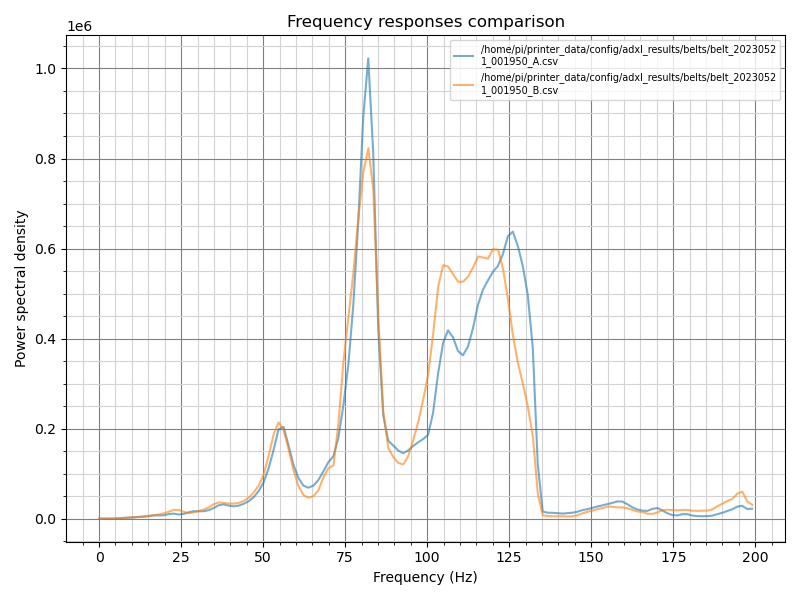 Frequency responses comparison
1e6
/home/pi/printer_data/config/adxl_results/belts/belt_2023052
1_001950_A.csv
/home/pi/printer_data/config/adxl_results/belts/belt_2023052
1_001950_B.csv
1.0
0.8
0.6
0.4
0.2
0.0
Power spectral density
0 25 50 75 100 125 150 175 200
Frequency (Hz)